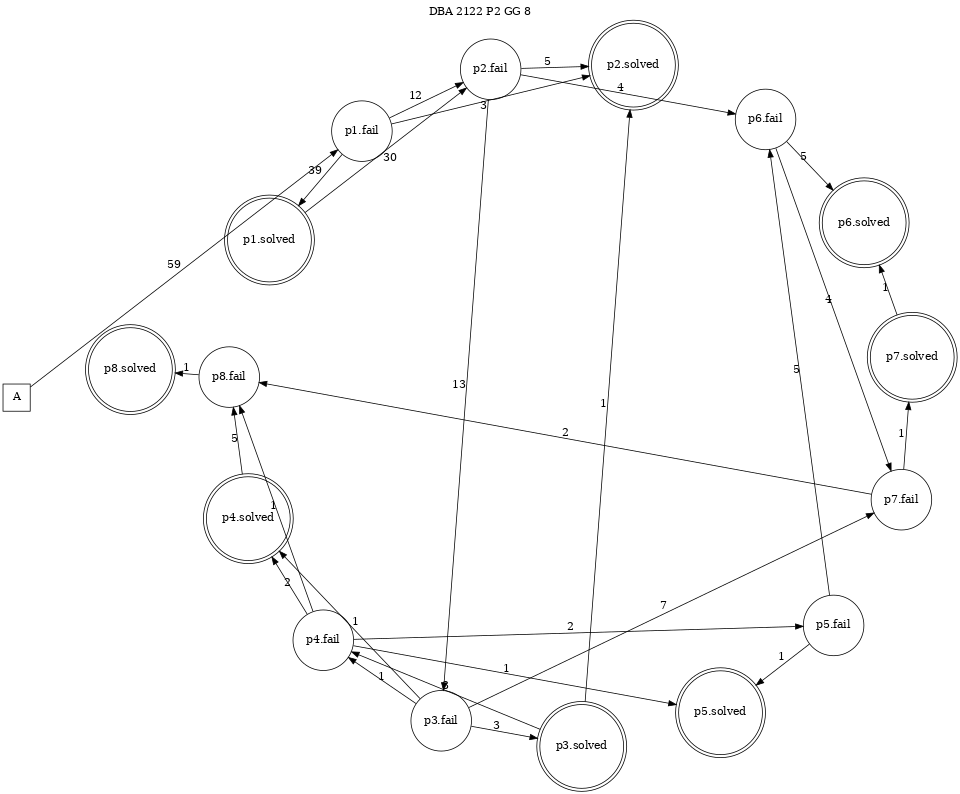 DBA 2122 P2 GG 8
p2.fail
5
p2.solved
12
3
4
p1.fail
p6.fail
39
30
5
p1.solved
p6.solved
59
4
1
p8.solved
1
p8.fail
p7.solved
A
13
1
5
2
1
5
p4.solved
1
p7.fail
2
1
7
p4.fail
2
p5.fail
1
1
1
p3.fail
3
p5.solved
p3.solved